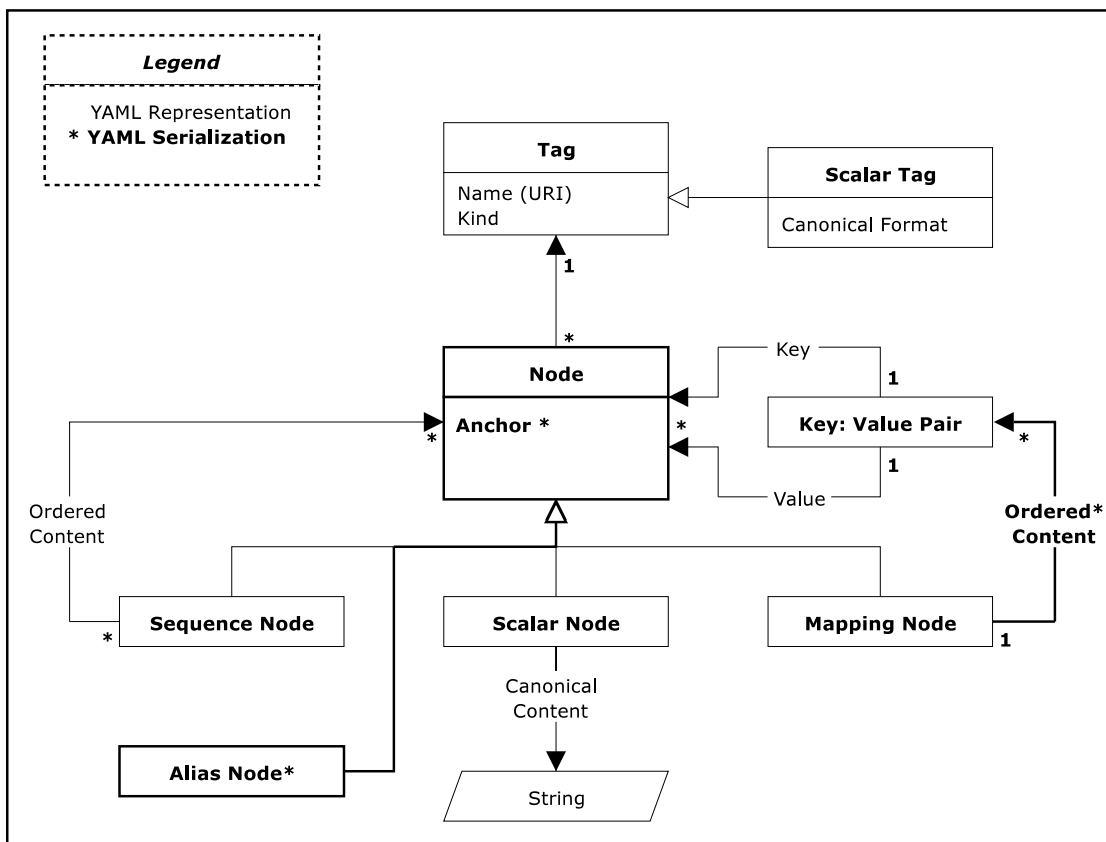 Legend
YAML Representation
* YAML Serialization
Tag
Name (URI)
Kind
Scalar Tag
Canonical Format
1
*
Node
Anchor *
Key
1
Key: Value Pair
*
1
Value
*
*
Ordered
Content
Ordered*
Content
Sequence Node
*
Scalar Node
Mapping Node
1
Canonical
Content
Alias Node*
String